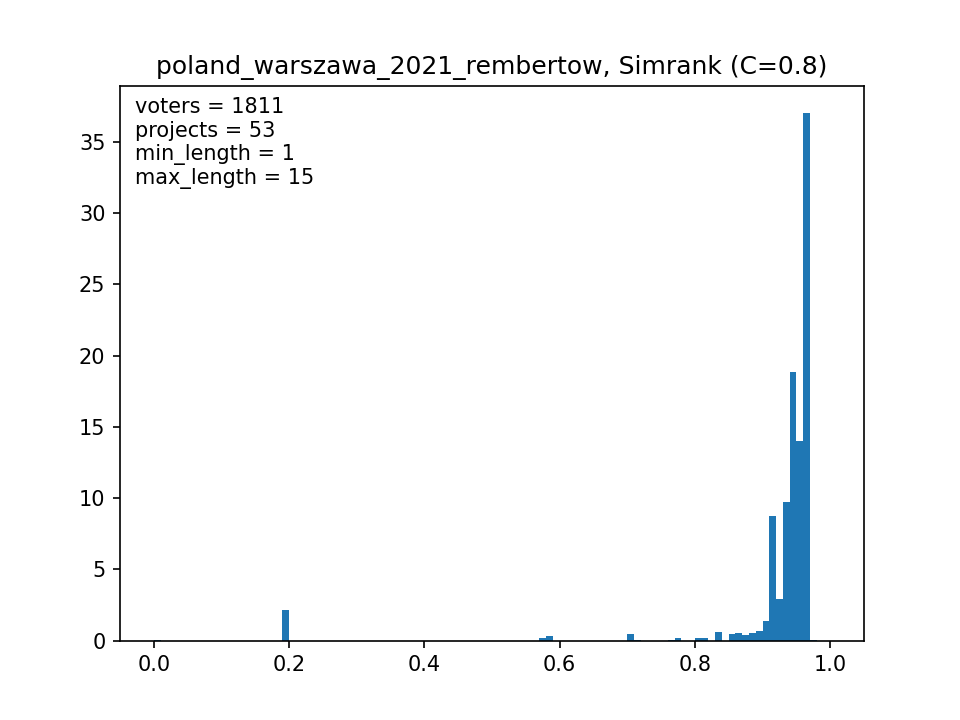 poland_warszawa_2021_rembertow, Simrank (C=0.8)
voters = 1811
projects = 53
min_length = 1
max_length = 15
35
30
25
20
15
10
5
0
0.0 0.2 0.4 0.6 0.8 1.0